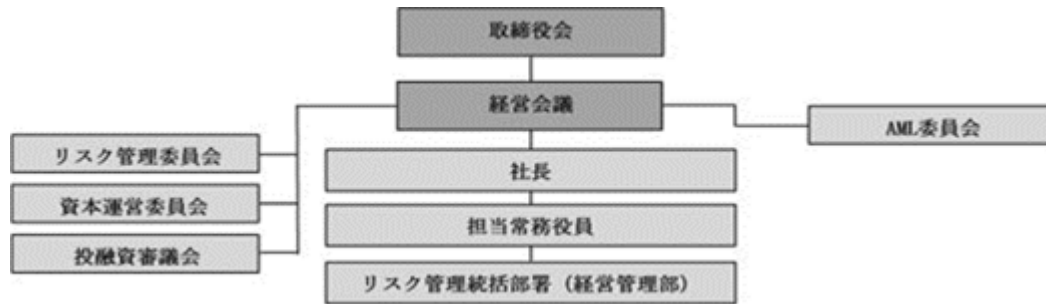 取締役会
経営会議
AML委員会
リスク管理委員会
資本運営委員会
投融資審議会
社長
担当常務役員
リスク管理統括部署（経営管理部）